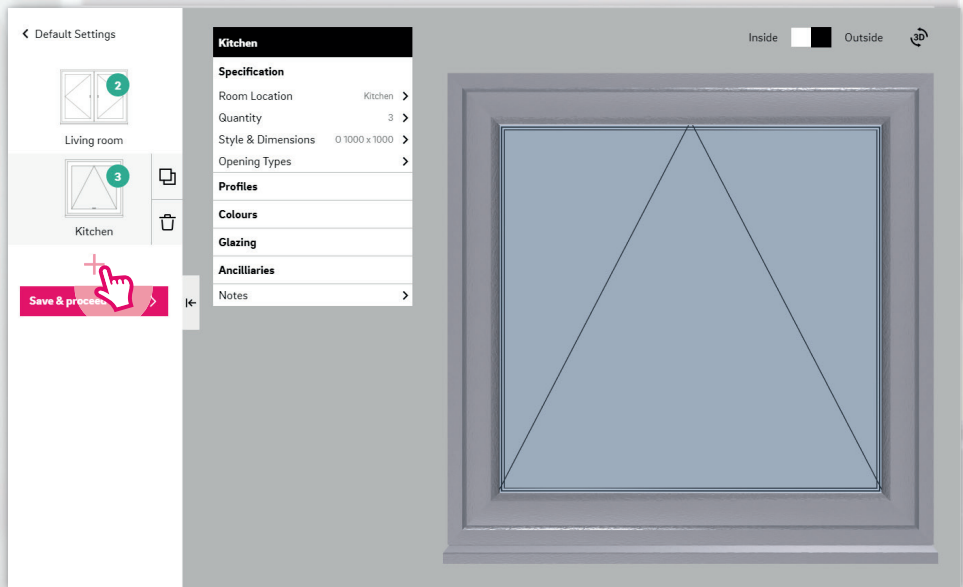 Default Settings
2
Living room
3
Kitchen
Save & proceed
Kitchen
Specification
Room Location Kitchen
Quantity 3
Style & Dimensions O 1000 x 1000
Opening Types
Profiles
Colours
Glazing
Ancilliaries
Notes
Inside Outside 3D